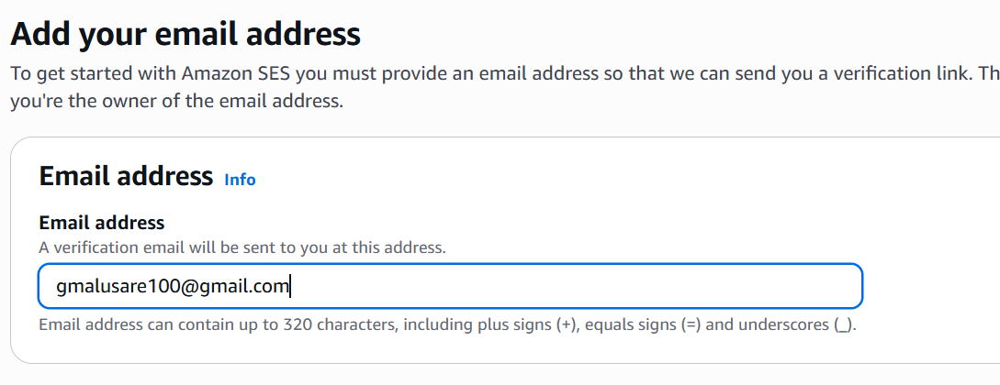 Add your email address
To get started with Amazon SES you must provide an email address so that we can send you a verification link. Th
you're the owner of the email address.
Email address Info
Email address
A verification email will be sent to you at this address.
gmalusare100@gmail.com
Email address can contain up to 320 characters, including plus signs (+), equals signs (=) and underscores (_).